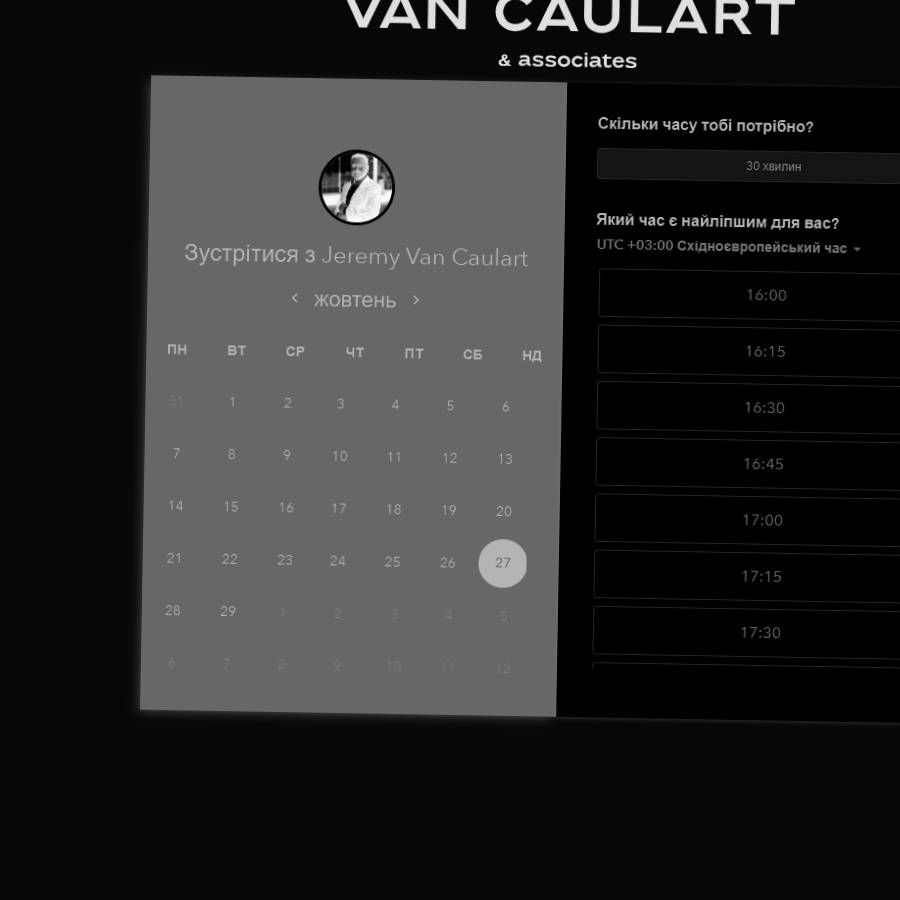 VAN CAULART
& associates
Зустрітися з Jeremy Van Caulart
жовтень
ПН ВТ СР ЧТ ПТ СБ НД
31 1 2 3 4 5 6
7 8 9 10 11 12 13
14 15 16 17 18 19 20
21 22 23 24 25 26 27
28 29 1 2 3 4 5
6 7 8 9 10 11 12
Скільки часу тобі потрібно?
30 хвилин
Який час є найліпшим для вас?
UTC +03:00 Східноєвропейський час
16:00
16:15
16:30
16:45
17:00
17:15
17:30